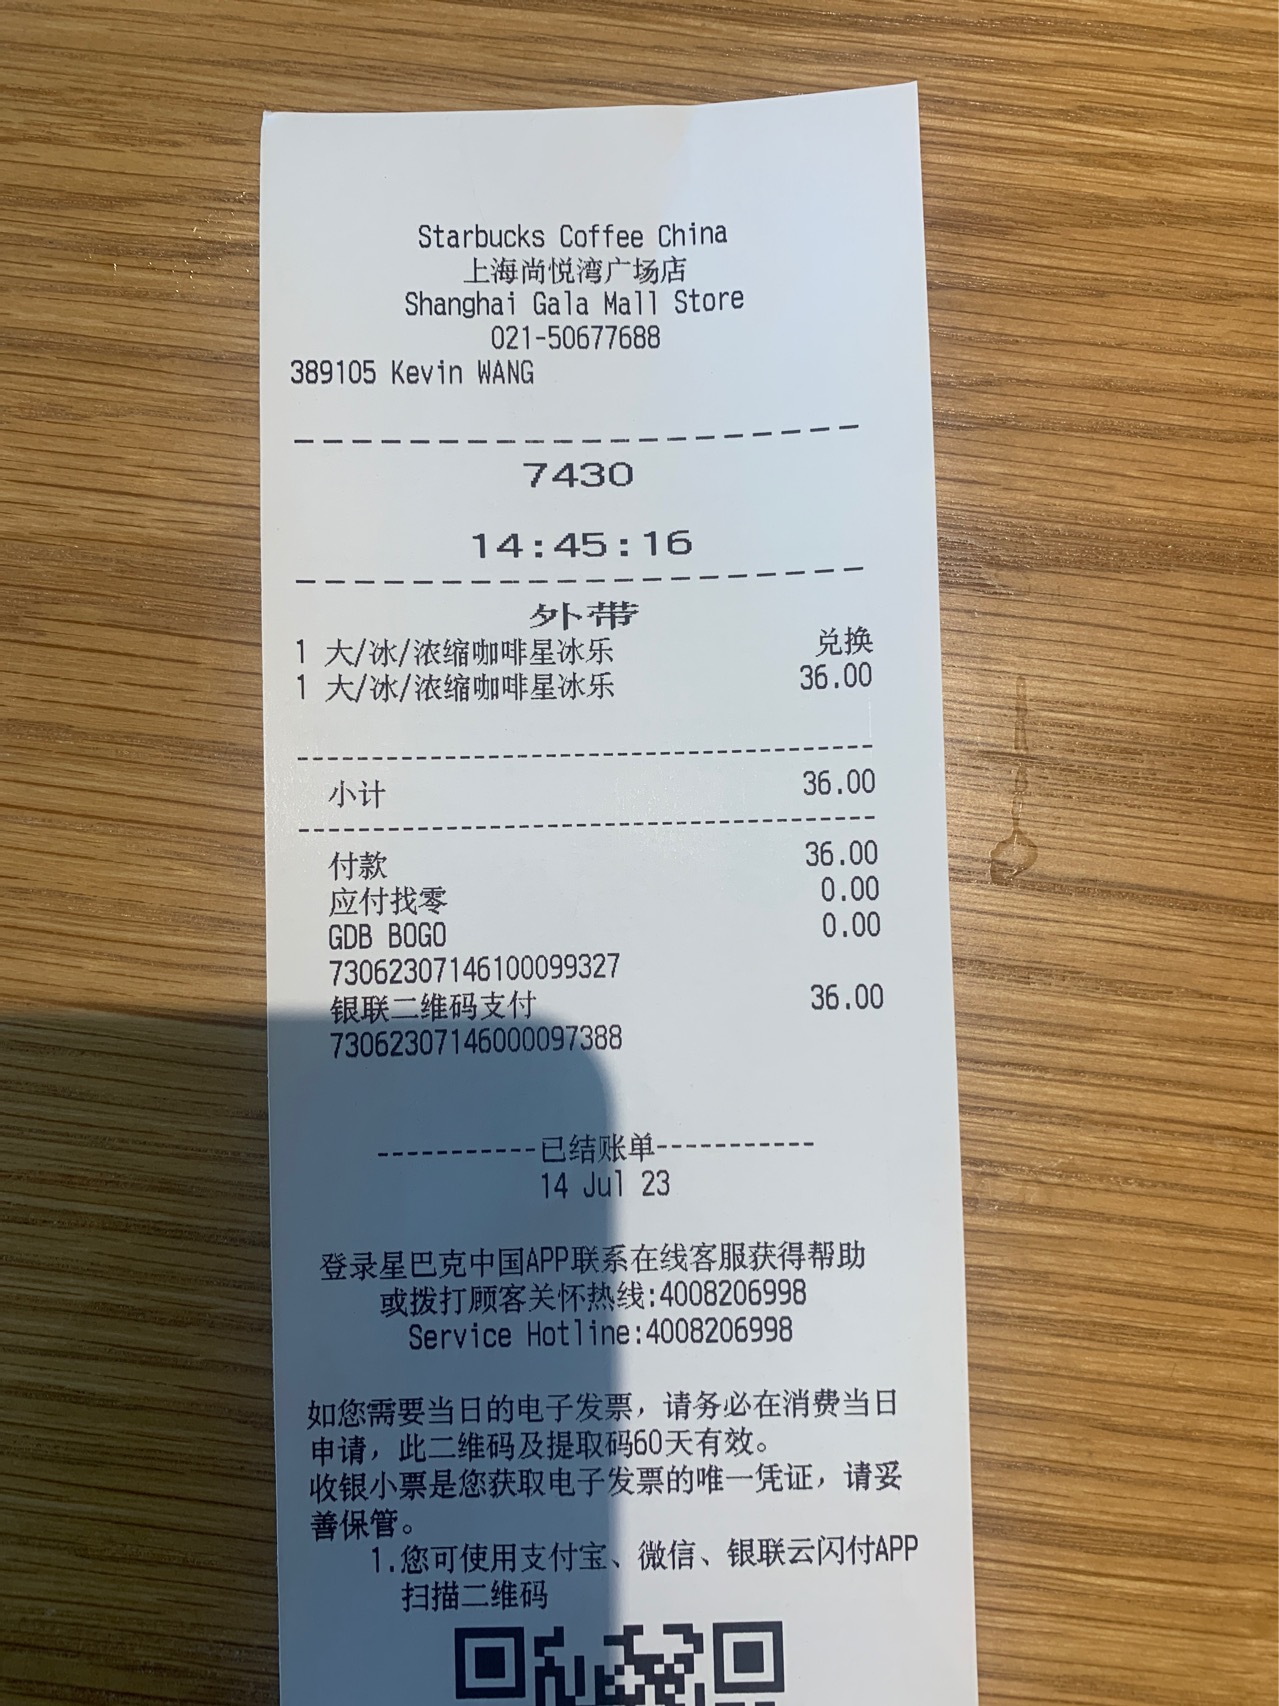 Starbucks Coffee China
上海尚悦湾广场店
Shanghai Gala Mall Store
021-50677688
389105 Kevin WANG
7430
14:45:16
外带
1 大/冰/浓缩咖啡星冰乐 兑换
1 大/冰/浓缩咖啡星冰乐 36.00
小计 36.00
付款 36.00
应付找零 0.00
GDB BOGO 0.00
73062307146100099327
银联二维码支付 36.00
73062307146000097388
-----------已结账单-----------
14 Jul 23
登录星巴克中国APP联系在线客服获得帮助
或拨打顾客关怀热线:4008206998
Service Hotline:4008206998
如您需要当日的电子发票，请务必在消费当日
申请，此二维码及提取码60天有效。
收银小票是您获取电子发票的唯一凭证，请妥
善保管。
1.您可使用支付宝、微信、银联云闪付APP
扫描二维码